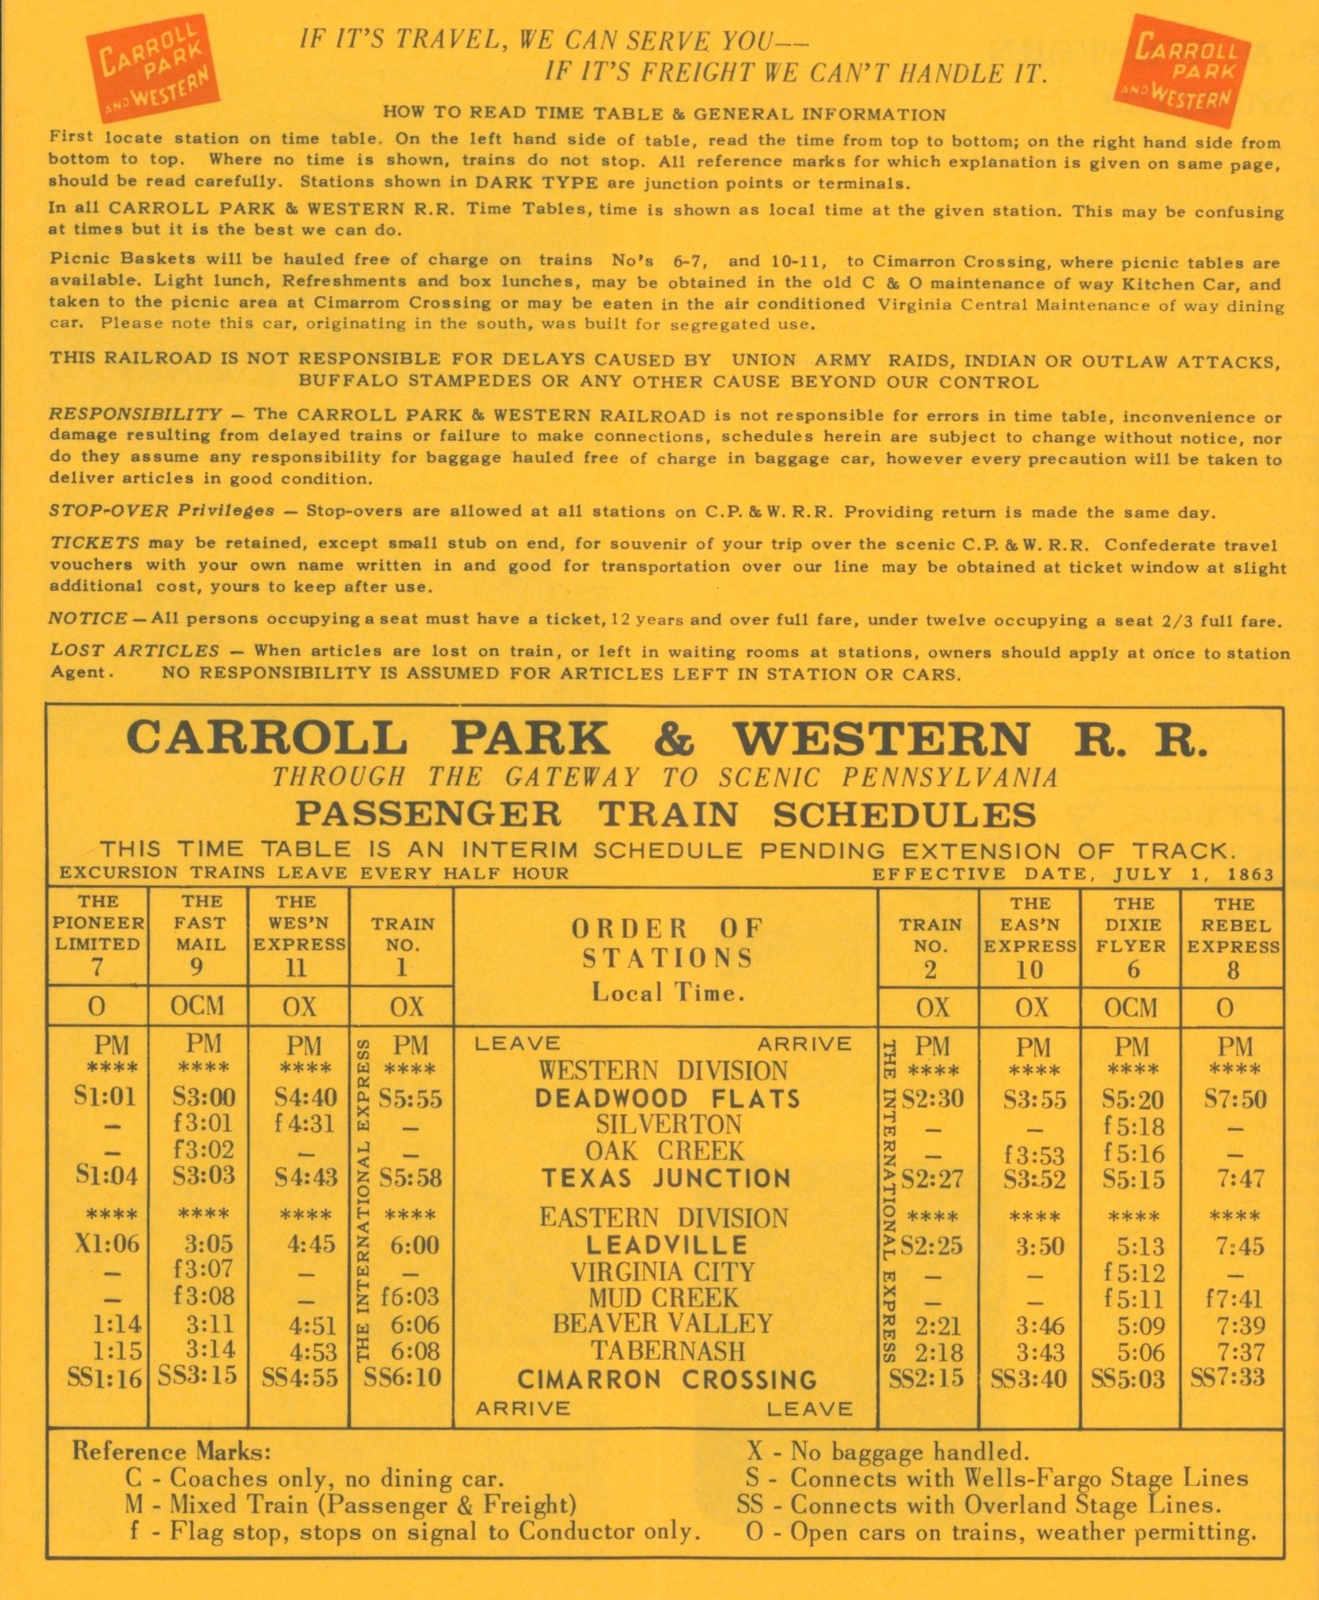 CARROLL
PARK
AND WESTERN
IF IT'S TRAVEL, WE CAN SERVE YOU——
IF IT'S FREIGHT WE CAN'T HANDLE IT.
CARROLL
PARK
AND WESTERN
HOW TO READ TIME TABLE & GENERAL INFORMATION
First locate station on time table. On the left hand side of table, read the time from top to bottom; on the right hand side from
bottom to top. Where no time is shown, trains do not stop. All reference marks for which explanation is given on same page,
should be read carefully. Stations shown in DARK TYPE are junction points or terminals.
In all CARROLL PARK & WESTERN R.R. Time Tables, time is shown as local time at the given station. This may be confusing
at times but it is the best we can do.
Picnic Baskets will be hauled free of charge on trains No's 6-7, and 10-11, to Cimarron Crossing, where picnic tables are
available. Light lunch, Refreshments and box lunches, may be obtained in the old C & O maintenance of way Kitchen Car, and
taken to the picnic area at Cimarrom Crossing or may be eaten in the air conditioned Virginia Central Maintenance of way dining
car. Please note this car, originating in the south, was built for segregated use.
THIS RAILROAD IS NOT RESPONSIBLE FOR DELAYS CAUSED BY UNION ARMY RAIDS, INDIAN OR OUTLAW ATTACKS,
BUFFALO STAMPEDES OR ANY OTHER CAUSE BEYOND OUR CONTROL
RESPONSIBILITY — The CARROLL PARK & WESTERN RAILROAD is not responsible for errors in time table, inconvenience or
damage resulting from delayed trains or failure to make connections, schedules herein are subject to change without notice, nor
do they assume any responsibility for baggage hauled free of charge in baggage car, however every precaution will be taken to
deliver articles in good condition.
STOP-OVER Privileges — Stop-overs are allowed at all stations on C.P. & W. R.R. Providing return is made the same day.
TICKETS may be retained, except small stub on end, for souvenir of your trip over the scenic C.P. & W. R.R. Confederate travel
vouchers with your own name written in and good for transportation over our line may be obtained at ticket window at slight
additional cost, yours to keep after use.
NOTICE — All persons occupying a seat must have a ticket, 12 years and over full fare, under twelve occupying a seat 2/3 full fare.
LOST ARTICLES — When articles are lost on train, or left in waiting rooms at stations, owners should apply at once to station
Agent. NO RESPONSIBILITY IS ASSUMED FOR ARTICLES LEFT IN STATION OR CARS.
CARROLL PARK & WESTERN R. R.
THROUGH THE GATEWAY TO SCENIC PENNSYLVANIA
PASSENGER TRAIN SCHEDULES
THIS TIME TABLE IS AN INTERIM SCHEDULE PENDING EXTENSION OF TRACK.
EXCURSION TRAINS LEAVE EVERY HALF HOUR EFFECTIVE DATE, JULY 1, 1863
THE PIONEER LIMITED 7
THE FAST MAIL 9
THE WES'N EXPRESS 11
TRAIN NO. 1
ORDER OF STATIONS Local Time.
TRAIN NO. 2
THE EAS'N EXPRESS 10
THE DIXIE FLYER 6
THE REBEL EXPRESS 8
O OCM OX OX OX OX OCM O
PM PM PM PM LEAVE ARRIVE PM PM PM PM
THE INTERNATIONAL EXPRESS
THE INTERNATIONAL EXPRESS
**** **** **** **** WESTERN DIVISION **** **** **** ****
S1:01 S3:00 S4:40 S5:55 DEADWOOD FLATS S2:30 S3:55 S5:20 S7:50
— f3:01 f4:31 — SILVERTON — — f5:18 —
— f3:02 — — OAK CREEK — f3:53 f5:16 —
S1:04 S3:03 S4:43 S5:58 TEXAS JUNCTION S2:27 S3:52 S5:15 7:47
**** **** **** **** EASTERN DIVISION **** **** **** ****
X1:06 3:05 4:45 6:00 LEADVILLE S2:25 3:50 5:13 7:45
— f3:07 — — VIRGINIA CITY — — f5:12 —
— f3:08 — f6:03 MUD CREEK — — f5:11 f7:41
1:14 3:11 4:51 6:06 BEAVER VALLEY 2:21 3:46 5:09 7:39
1:15 3:14 4:53 6:08 TABERNASH 2:18 3:43 5:06 7:37
SS1:16 SS3:15 SS4:55 SS6:10 CIMARRON CROSSING SS2:15 SS3:40 SS5:03 SS7:33
ARRIVE LEAVE
Reference Marks:
C - Coaches only, no dining car.
M - Mixed Train (Passenger & Freight)
f - Flag stop, stops on signal to Conductor only.
X - No baggage handled.
S - Connects with Wells-Fargo Stage Lines
SS - Connects with Overland Stage Lines.
O - Open cars on trains, weather permitting.